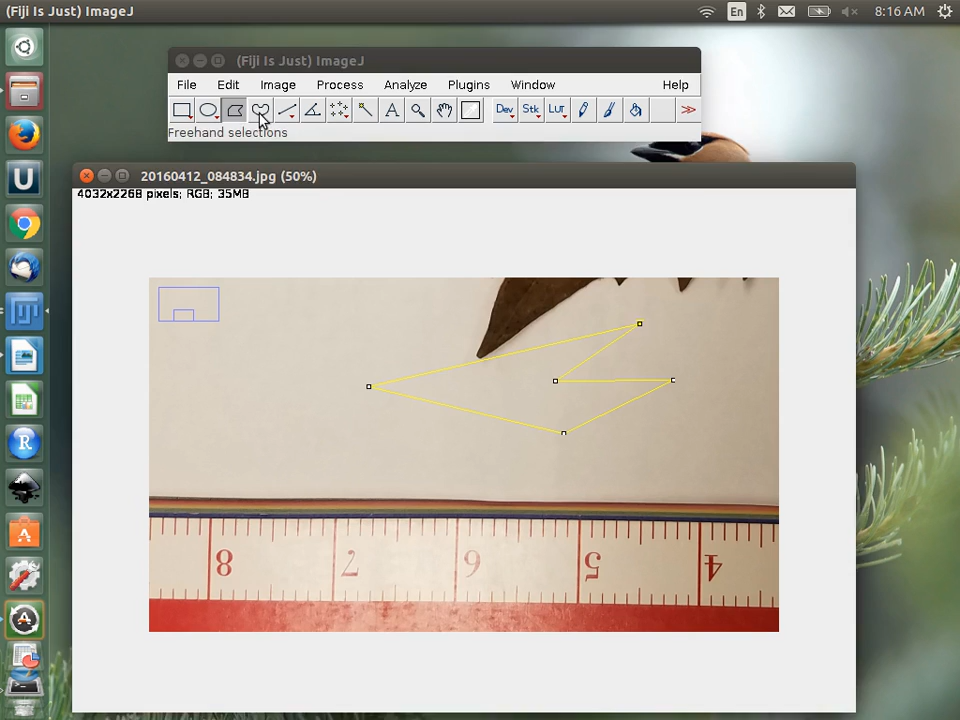 (Fiji Is Just) ImageJ
En
8:16 AM
(Fiji Is Just) ImageJ
File Edit Image Process Analyze Plugins Window Help
A Dev Stk LUT >>
Freehand selections
20160412_084834.jpg (50%)
4032x2268 pixels; RGB; 35MB
U
8 7 6 5 4
R
A
A